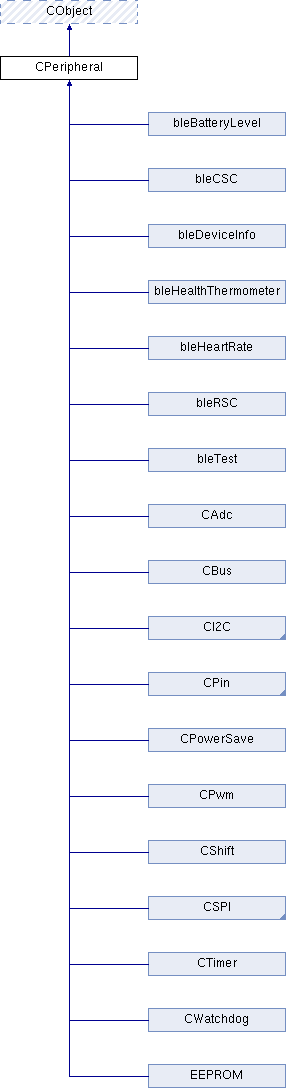 CObject
CPeripheral
bleBatteryLevel
bleCSC
bleDeviceInfo
bleHealthThermometer
bleHeartRate
bleRSC
bleTest
CAdc
CBus
CI2C
CPin
CPowerSave
CPwm
CShift
CSPI
CTimer
CWatchdog
EEPROM